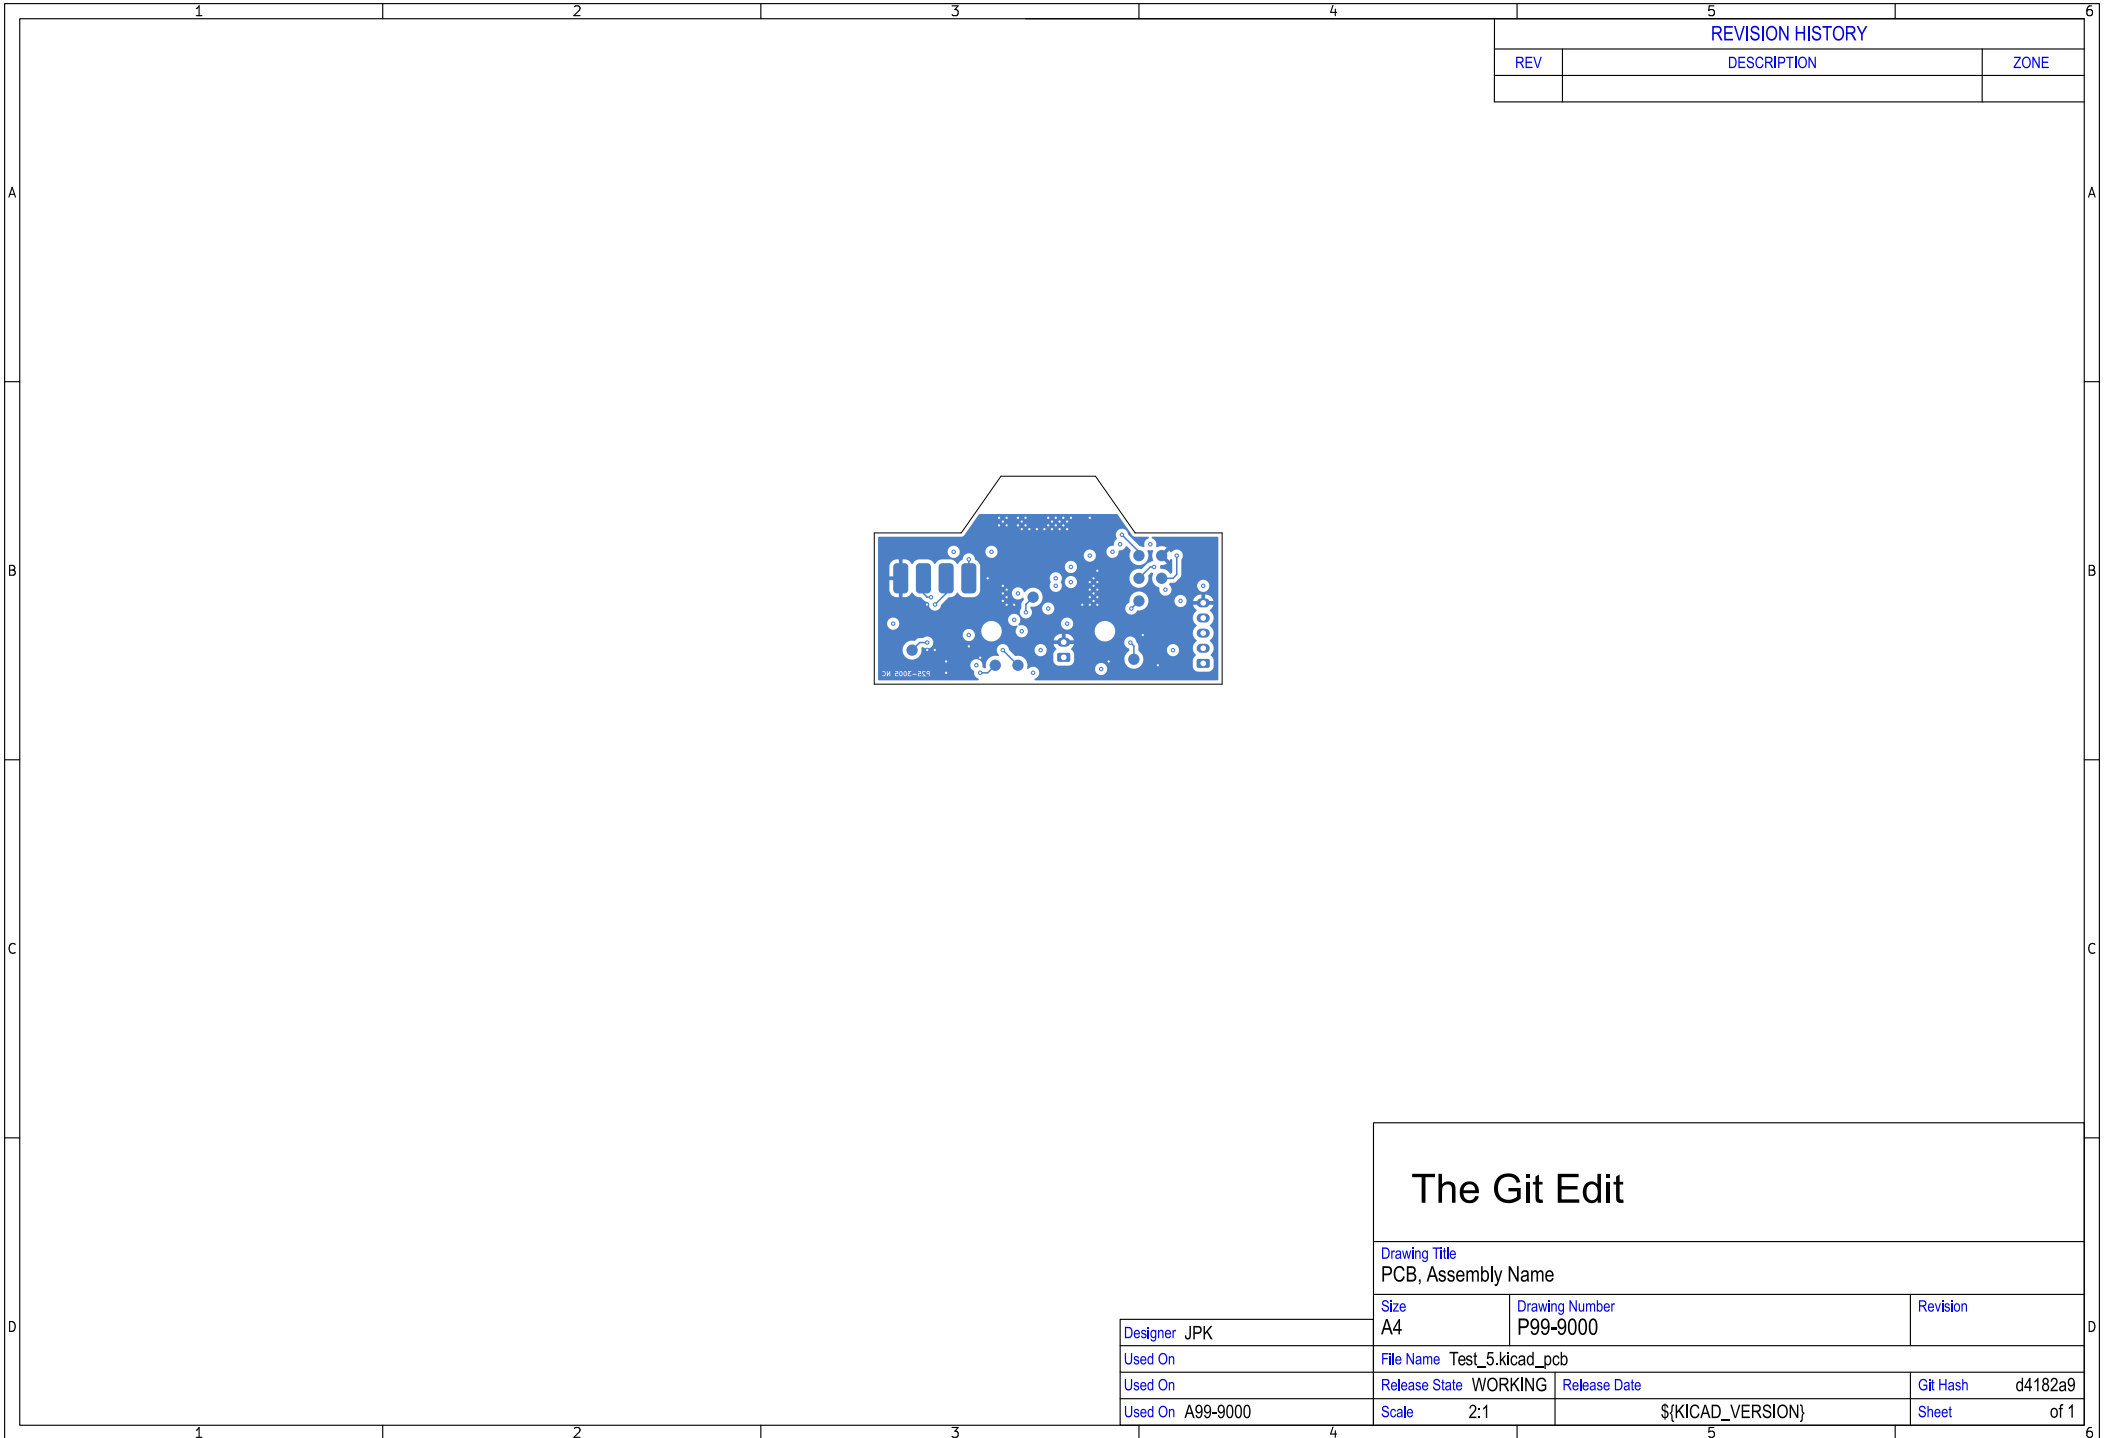 1 2 3 4 5 6
REVISION HISTORY
REV DESCRIPTION ZONE
A A
B B
P25-3005 NC
C C
The Git Edit
Drawing Title
PCB, Assembly Name
Size Drawing Number Revision
A4 P99-9000
D D
Designer JPK
Used On File Name Test_5.kicad_pcb
Used On Release State WORKING Release Date Git Hash d4182a9
Used On A99-9000 Scale 2:1 ${KICAD_VERSION} Sheet of 1
1 2 3 4 5 6